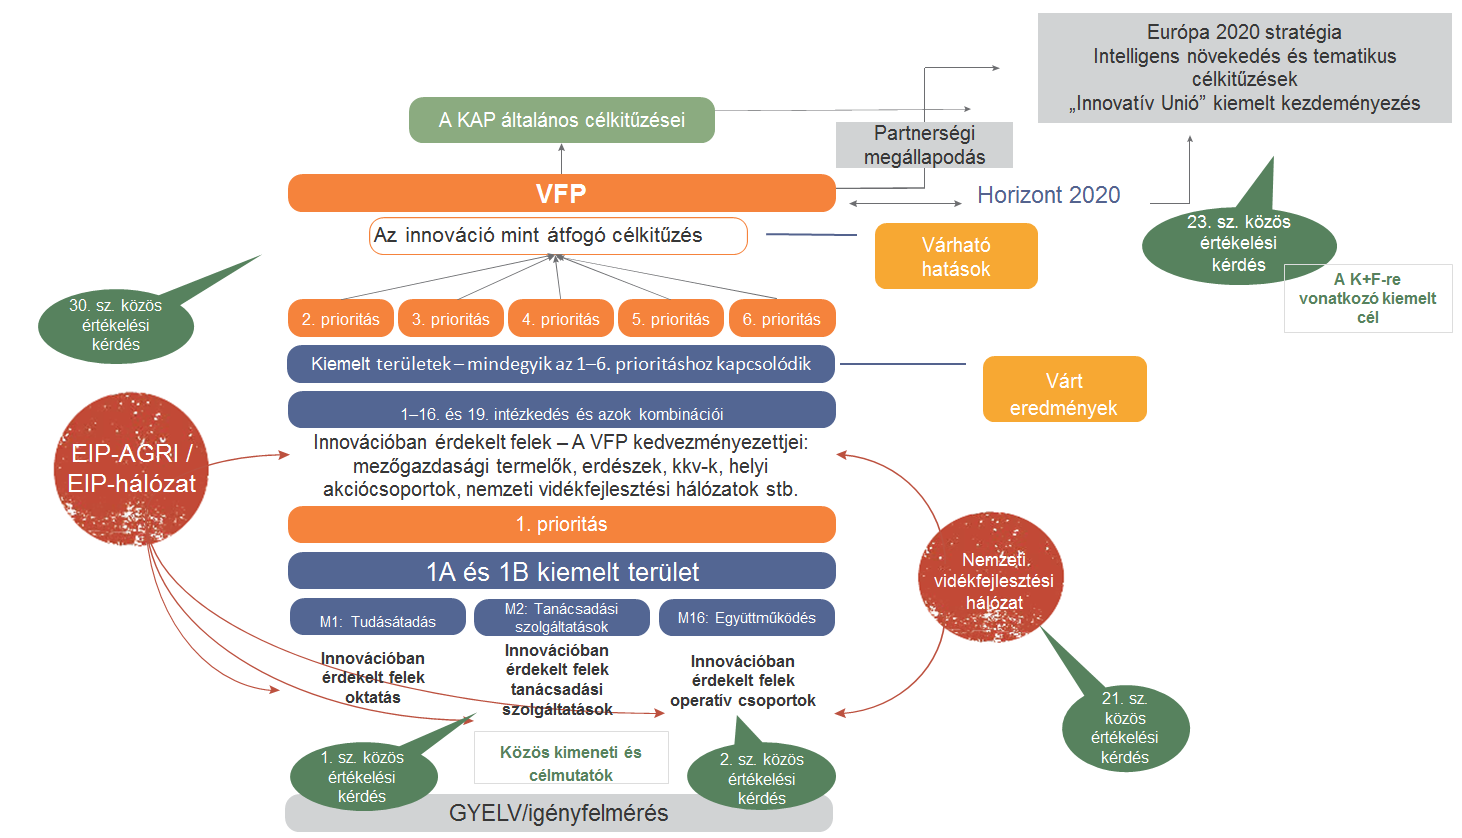 Európa 2020 stratégia
Intelligens növekedés és tematikus
célkitűzések
„Innovatív Unió” kiemelt kezdeményezés
A KAP általános célkitűzései
Partnerségi
megállapodás
VFP
Horizont 2020
Az innováció mint átfogó célkitűzés
Várható
hatások
23. sz. közös
értékelési
kérdés
A K+F-re
vonatkozó kiemelt
cél
30. sz. közös
értékelési
kérdés
2. prioritás
3. prioritás
4. prioritás
5. prioritás
6. prioritás
Kiemelt területek – mindegyik az 1–6. prioritáshoz kapcsolódik
Várt
eredmények
1–16. és 19. intézkedés és azok kombinációi
EIP-AGRI /
EIP-hálózat
Innovációban érdekelt felek – A VFP kedvezményezettjei:
mezőgazdasági termelők, erdészek, kkv-k, helyi
akciócsoportok, nemzeti vidékfejlesztési hálózatok stb.
1. prioritás
1A és 1B kiemelt terület
Nemzeti
vidékfejlesztési
hálózat
M1: Tudásátadás
M2: Tanácsadási
szolgáltatások
M16: Együttműködés
Innovációban
érdekelt felek
oktatás
Innovációban
érdekelt felek
tanácsadási
szolgáltatások
Innovációban
érdekelt felek
operatív csoportok
21. sz.
közös
értékelési
kérdés
1. sz. közös
értékelési
kérdés
Közös kimeneti és
célmutatók
2. sz. közös
értékelési
kérdés
GYELV/igényfelmérés